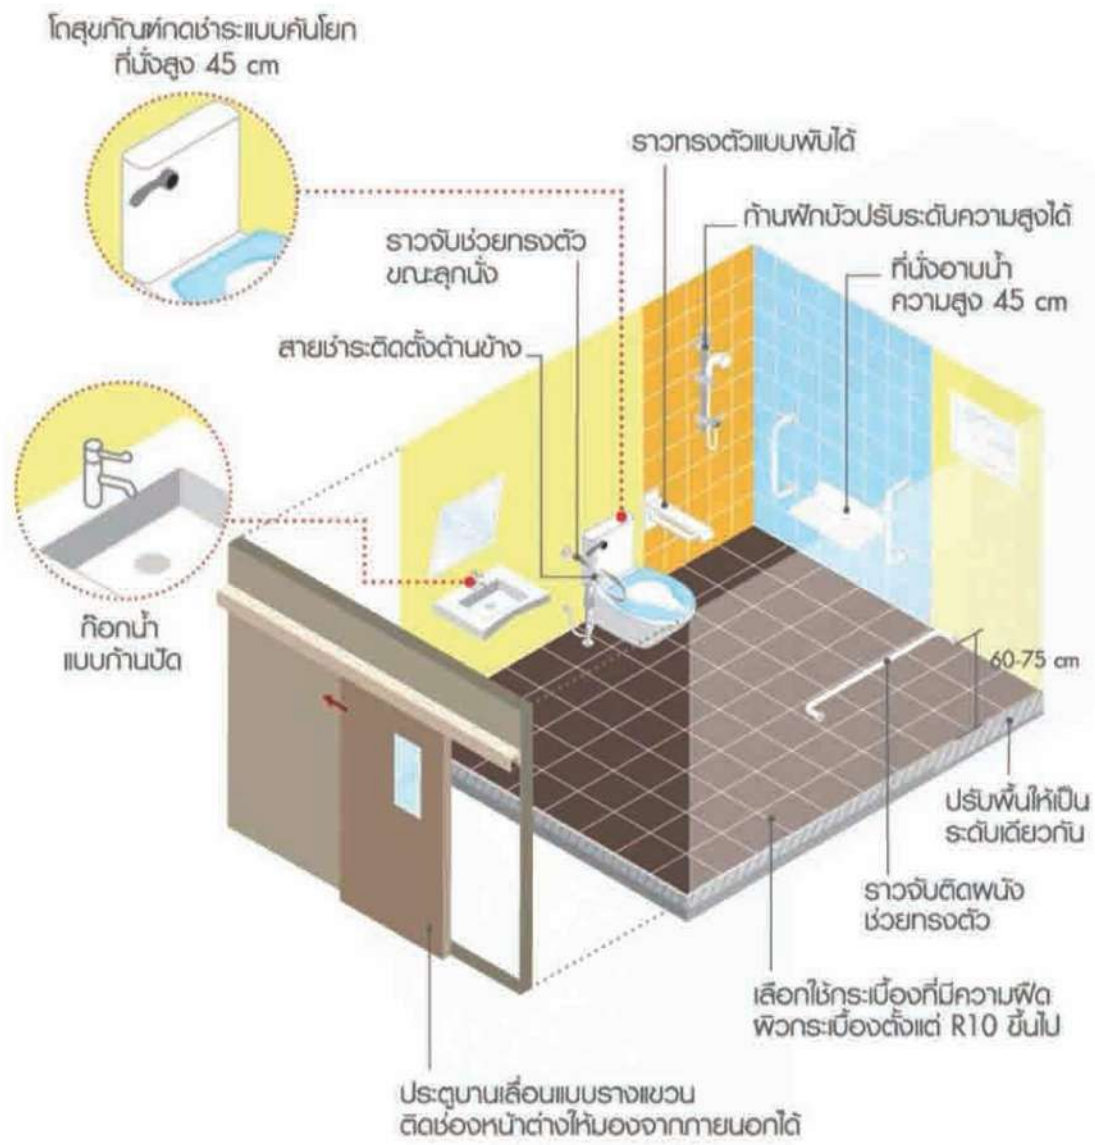 โถสุขภัณฑ์กดชำระแบบคันโยก
ที่นั่งสูง 45 cm
ราวทรงตัวแบบพับได้
ก้านฝักบัวปรับระดับความสูงได้
ราวจับช่วยทรงตัว
ขณะลุกนั่ง
ที่นั่งอาบน้ำ
ความสูง 45 cm
สายชำระติดตั้งด้านข้าง
ก๊อกน้ำ
แบบก้านปัด
60-75 cm
ปรับพื้นให้เป็น
ระดับเดียวกัน
ราวจับติดผนัง
ช่วยทรงตัว
เลือกใช้กระเบื้องที่มีความฝืด
ผิวกระเบื้องตั้งแต่ R10 ขึ้นไป
ประตูบานเลื่อนแบบรางแขวน
ติดช่องหน้าต่างให้มองจากภายนอกได้